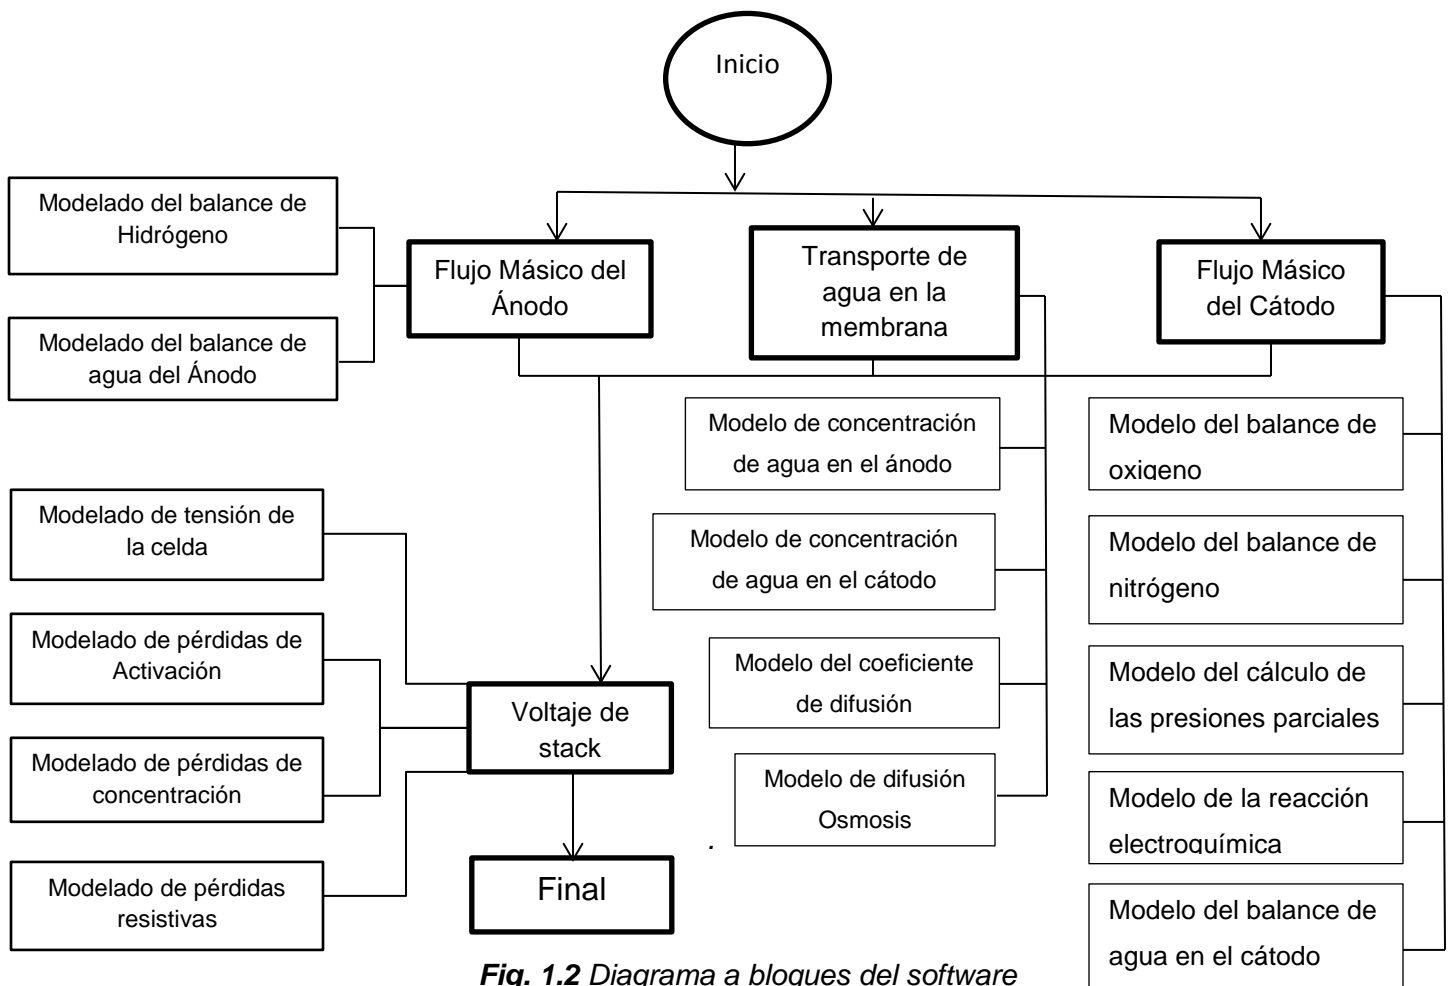 Inicio
Modelado del balance de
Hidrógeno
Modelado del balance de
agua del Ánodo
Flujo Másico del
Ánodo
Transporte de
agua en la
membrana
Flujo Másico
del Cátodo
Modelo de concentración
de agua en el ánodo
Modelo de concentración
de agua en el cátodo
Modelo del coeficiente
de difusión
Modelo de difusión
Osmosis
.
Modelo del balance de
oxigeno
Modelo del balance de
nitrógeno
Modelo del cálculo de
las presiones parciales
Modelo de la reacción
electroquímica
Modelo del balance de
agua en el cátodo
Modelado de tensión de
la celda
Modelado de pérdidas de
Activación
Modelado de pérdidas de
concentración
Modelado de pérdidas
resistivas
Voltaje de
stack
Final
Fig. 1.2 Diagrama a bloques del software